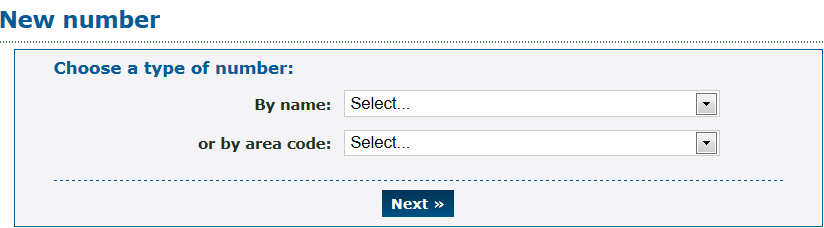 New number
Choose a type of number:
By name: Select...
or by area code: Select...
Next »